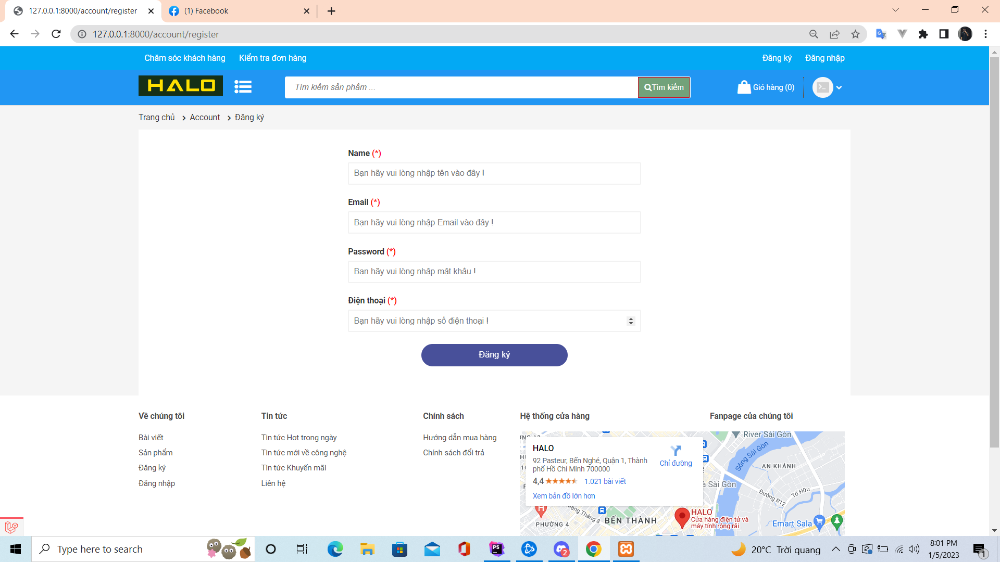 127.0.0.1:8000/account/register
(1) Facebook
127.0.0.1:8000/account/register
Chăm sóc khách hàng
Kiểm tra đơn hàng
Đăng ký
Đăng nhập
HALO
Tìm kiếm sản phẩm ...
Tìm kiếm
Giỏ hàng (0)
Trang chủ > Account > Đăng ký
Name (*)
Bạn hãy vui lòng nhập tên vào đây !
Email (*)
Bạn hãy vui lòng nhập Email vào đây !
Password (*)
Bạn hãy vui lòng nhập mật khẩu !
Điện thoại (*)
Bạn hãy vui lòng nhập số điện thoại !
Đăng ký
Về chúng tôi
Bài viết
Sản phẩm
Đăng ký
Đăng nhập
Tin tức
Tin tức Hot trong ngày
Tin tức mới về công nghệ
Tin tức Khuyến mãi
Liên hệ
Chính sách
Hướng dẫn mua hàng
Chính sách đổi trả
Hệ thống cửa hàng
HALO
92 Pasteur, Bến Nghé, Quận 1, Thành
phố Hồ Chí Minh 700000
Chỉ đường
4,4
1.021 bài viết
Xem bản đồ lớn hơn
River Sài Gòn
Sông Sài Gòn
AN KHÁNH
Sài Gòn
Đường R12
Tố Hữu
Mạng Tháng 8
BẾN THÀNH
PHƯỜNG 4
HALO
Cửa hàng điện tử và
máy tính rộng rãi
Emart Sala
Fanpage của chúng tôi
Type here to search
PS
2
20°C Trời quang
8:01 PM
1/5/2023
1